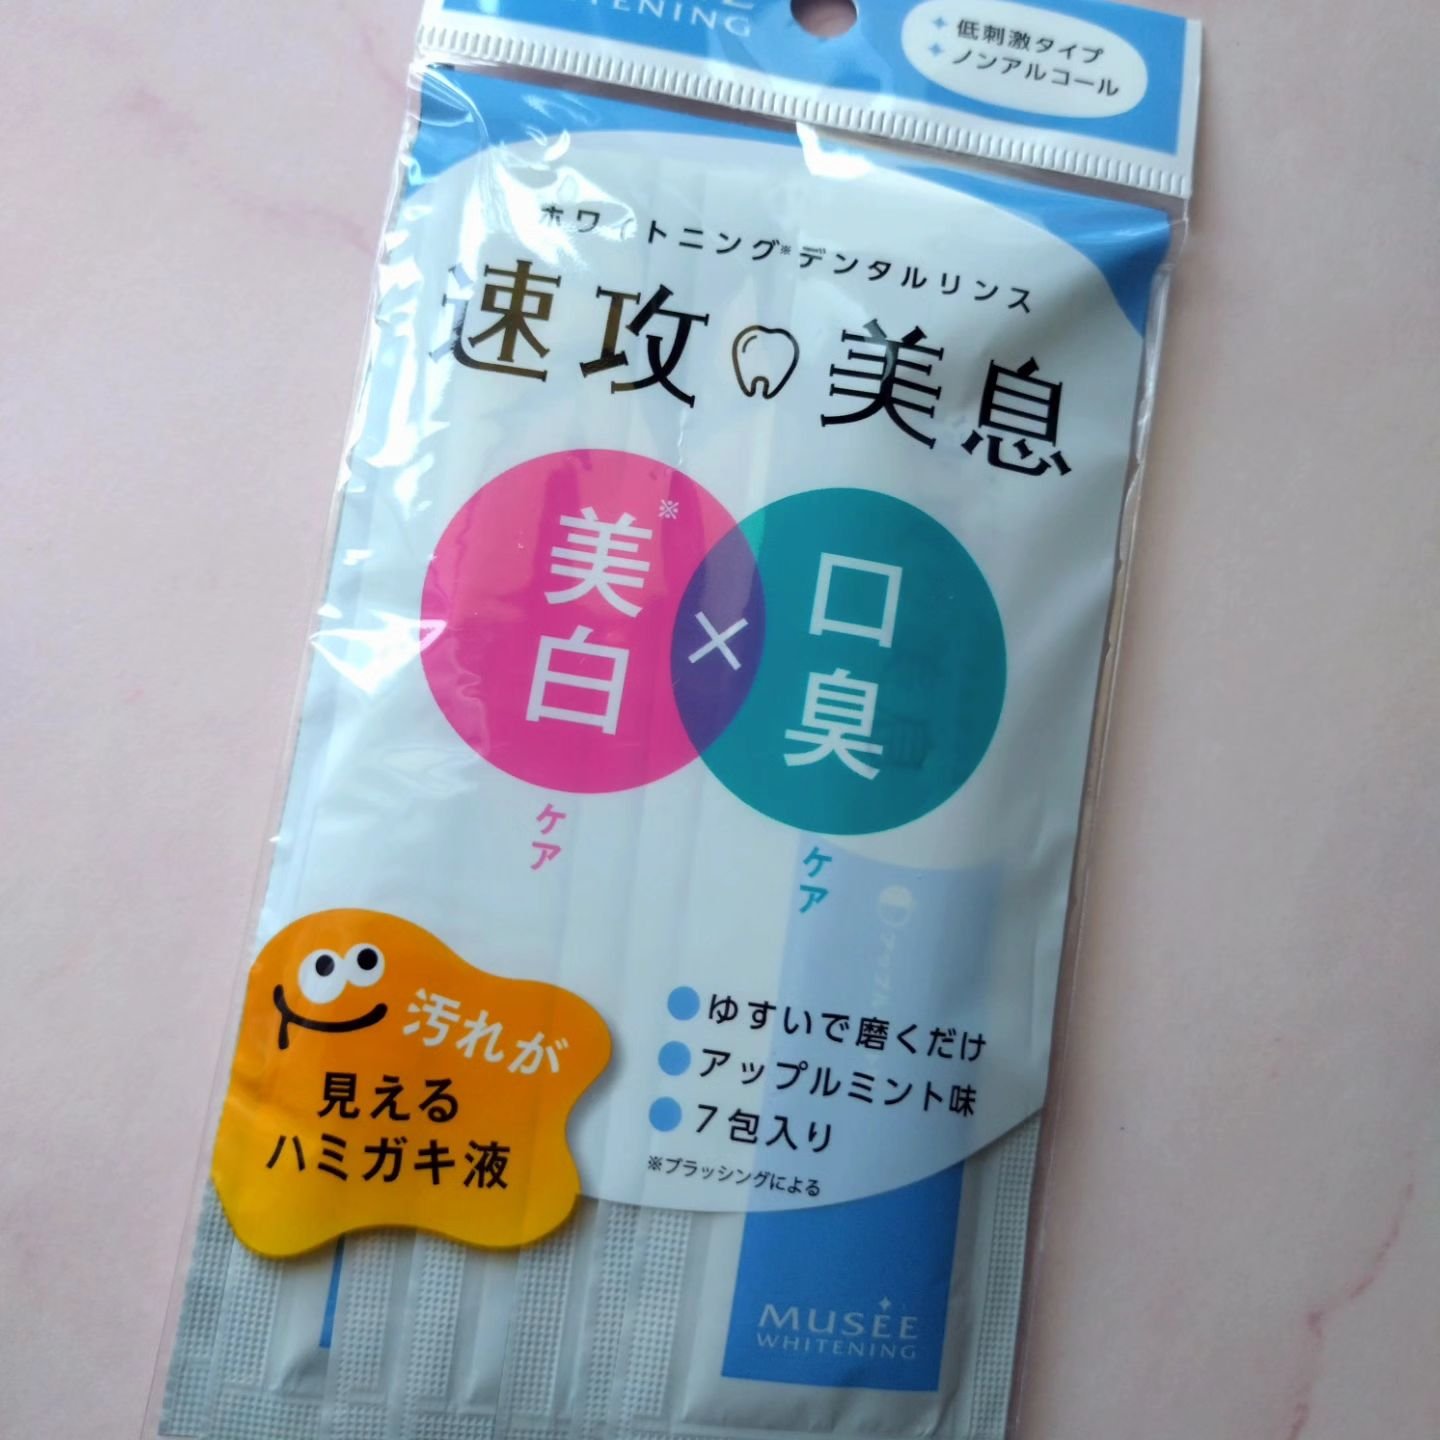 WHITENING
低刺激タイプ
ノンアルコール
ホワイトニング※デンタルリンス
速攻美息
美白※
×
口臭
ケア
ケア
汚れが
見える
ハミガキ液
ゆすいで磨くだけ
アップルミント味
7包入り
※ブラッシングによる
MUSÉE
WHITENING